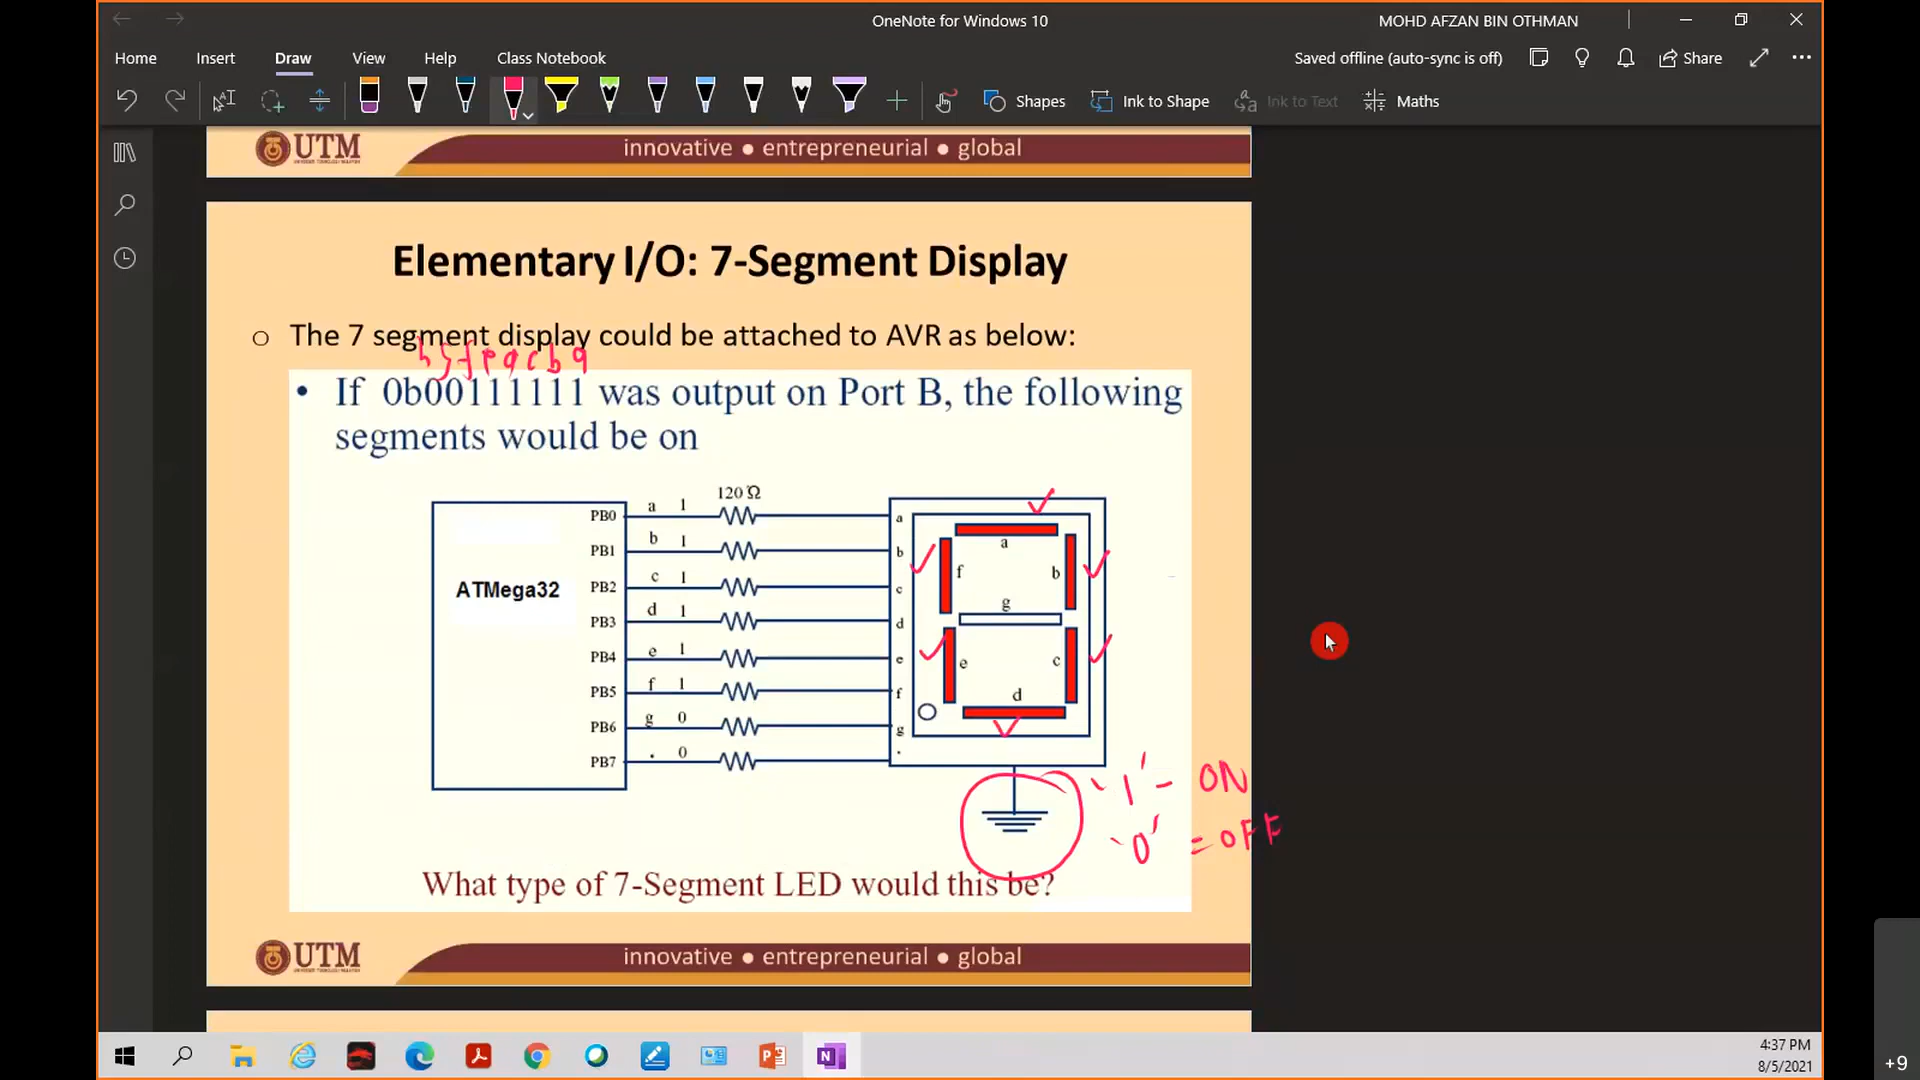 OneNote for Windows 10
MOHD AFZAN BIN OTHMAN
Home Insert Draw View Help Class Notebook
Saved offline (auto-sync is off)
Share
Shapes
Ink to Shape
Ink to Text
Maths
UTM
innovative ● entrepreneurial ● global
Elementary I/O: 7-Segment Display
o The 7 segment display could be attached to AVR as below:
• If 0b00111111 was output on Port B, the following
segments would be on
120 Ω
ATMega32
PB0 a 1 a
PB1 b 1 b
PB2 c 1 c
PB3 d 1 d
PB4 e 1 e
PB5 f 1 f
PB6 g 0 g
PB7 . 0 .
a
f b
g
e c
d
'1' - ON
'0' = OFF
What type of 7-Segment LED would this be?
UTM
innovative ● entrepreneurial ● global
4:37 PM
8/5/2021
+9